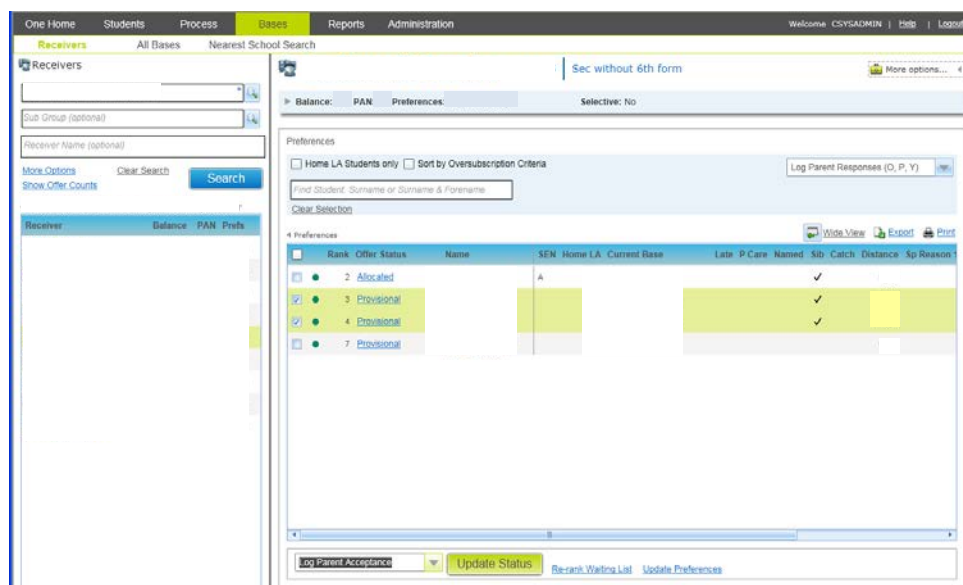 One Home Students Process Bases Reports Administration Welcome CSYSADMIN | Help | Logout
Receivers All Bases Nearest School Search
Receivers
Sub Group (optional)
Receiver Name (optional)
More Options Clear Search Search
Show Offer Counts
Receiver Balance PAN Prefs
Sec without 6th form More options...
Balance: PAN: Preferences: Selective: No
Preferences
Home LA Students only Sort by Oversubscription Criteria Log Parent Responses (O, P, Y)
Find Student: Surname or Surname & Forename
Clear Selection
4 Preferences Wide View Export Print
Rank Offer Status Name SEN Home LA Current Base Late P Care Named Sib Catch Distance Sp Reason
2 Allocated A ✓
3 Provisional ✓
4 Provisional ✓
7 Provisional
Log Parent Acceptance Update Status Re-rank Waiting List Update Preferences